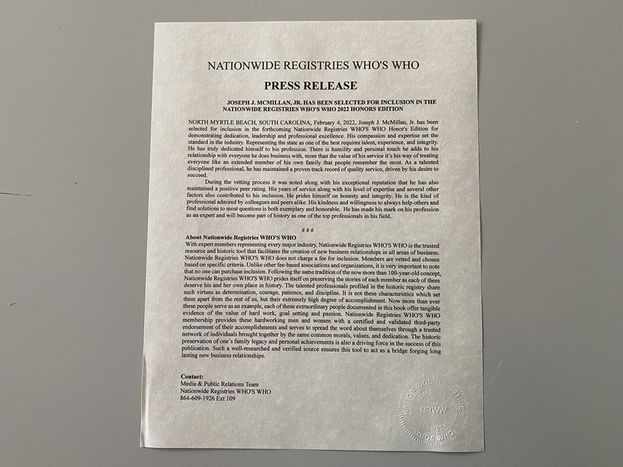 NATIONWIDE REGISTRIES WHO'S WHO
PRESS RELEASE
JOSEPH J. MCMILLAN, JR. HAS BEEN SELECTED FOR INCLUSION IN THE
NATIONWIDE REGISTRIES WHO'S WHO 2022 HONORS EDITION
NORTH MYRTLE BEACH, SOUTH CAROLINA, February 4, 2022, Joseph J. McMillan, Jr. has been
selected for inclusion in the forthcoming Nationwide Registries WHO'S WHO Honor's Edition for
demonstrating dedication, leadership and professional excellence. His compassion and expertise set the
standard in the industry. Representing the state as one of the best requires talent, experience, and integrity.
He has truly dedicated himself to his profession. There is humility and personal touch he adds to his
relationship with everyone he does business with, more than the value of his service it's his way of treating
everyone like an extended member of his own family that people remember the most. As a talented
disciplined professional, he has maintained a proven track record of quality service, driven by his desire to
succeed.
During the vetting process it was noted along with his exceptional reputation that he has also
maintained a positive peer rating. His years of service along with his level of expertise and several other
factors also contributed to his inclusion. He prides himself on honesty and integrity. He is the kind of
professional admired by colleagues and peers alike. His kindness and willingness to always help others and
find solutions to most questions is both exemplary and honorable. He has made his mark on his profession
as an expert and will become part of history as one of the top professionals in his field.
# # #
About Nationwide Registries WHO'S WHO
With expert members representing every major industry, Nationwide Registries WHO'S WHO is the trusted
resource and historic tool that facilitates the creation of new business relationships in all areas of business.
Nationwide Registries WHO'S WHO does not charge a fee for inclusion. Members are vetted and chosen
based on specific criteria. Unlike other fee-based associations and organizations, it is very important to note
that no one can purchase inclusion. Following the same tradition of the now more than 100-year-old concept,
Nationwide Registries WHO'S WHO prides itself on preserving the stories of each member as each of them
deserve his and her own place in history. The talented professionals profiled in the historic registry share
such virtues as determination, courage, patience, and discipline. It is not these characteristics which set
them apart from the rest of us, but their extremely high degree of accomplishment. Now more than ever
these people serve as an example, each of these extraordinary people documented in this book offer tangible
evidence of the value of hard work, goal setting and passion. Nationwide Registries WHO'S WHO
membership provides these hardworking men and women with a certified and validated third-party
endorsement of their accomplishments and serves to spread the word about themselves through a trusted
network of individuals brought together by the same common morals, values, and dedication. The historic
preservation of one's family legacy and personal achievements is also a driving force in the success of this
publication. Such a well-researched and verified source ensures this tool to act as a bridge forging long
lasting new business relationships.
Contact:
Media & Public Relations Team
Nationwide Registries WHO'S WHO
864-609-1926 Ext 109
NRWW
WHO'S WHO